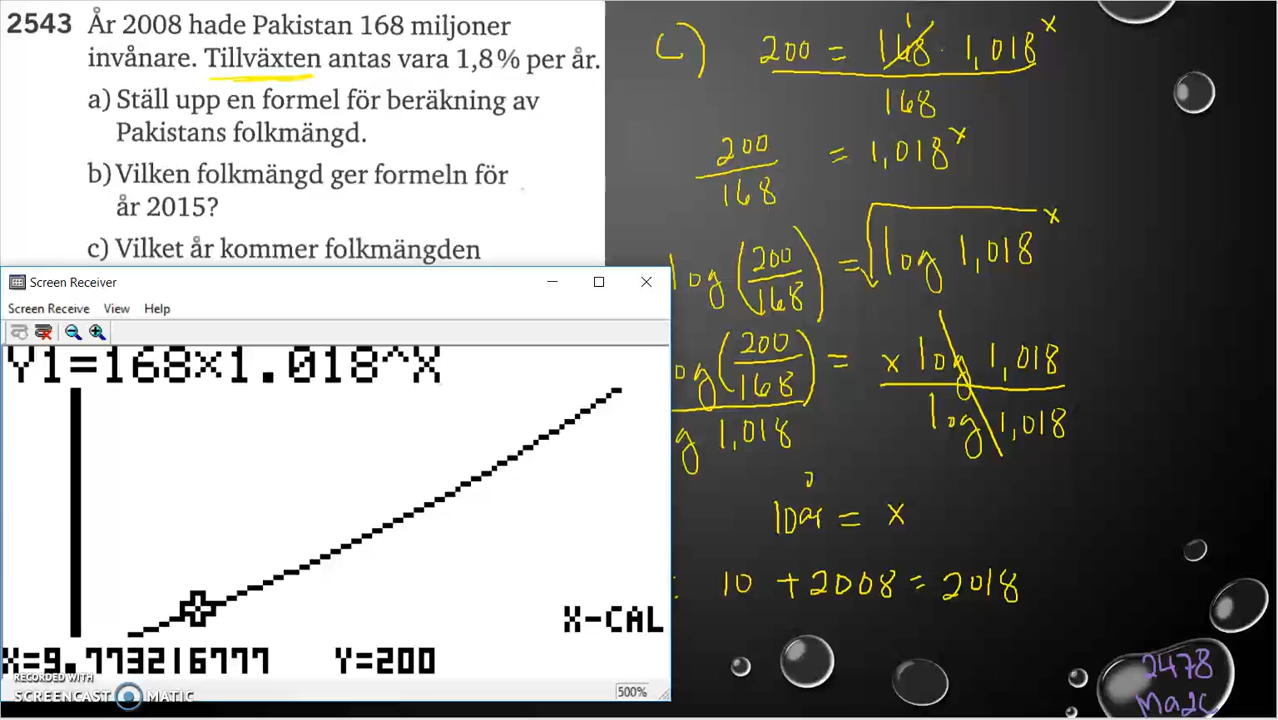 2543 År 2008 hade Pakistan 168 miljoner
invånare. Tillväxten antas vara 1,8% per år.
a) Ställ upp en formel för beräkning av
Pakistans folkmängd.
b) Vilken folkmängd ger formeln för
år 2015?
c) Vilket år kommer folkmängden
Screen Receiver
Screen Receive View Help
Y1=168×1.018^X
X-CAL
X=9.773216777 Y=200
RECORDED WITH
SCREENCAST MATIC
500%
C) 200 = 168 · 1,018^x
168
200 = 1,018^x
168
log (200/168) = log 1,018^x
og (200/168) = x log 1,018
g 1,018 log 1,018
10år = x
: 10 + 2008 = 2018
2478
Ma2c